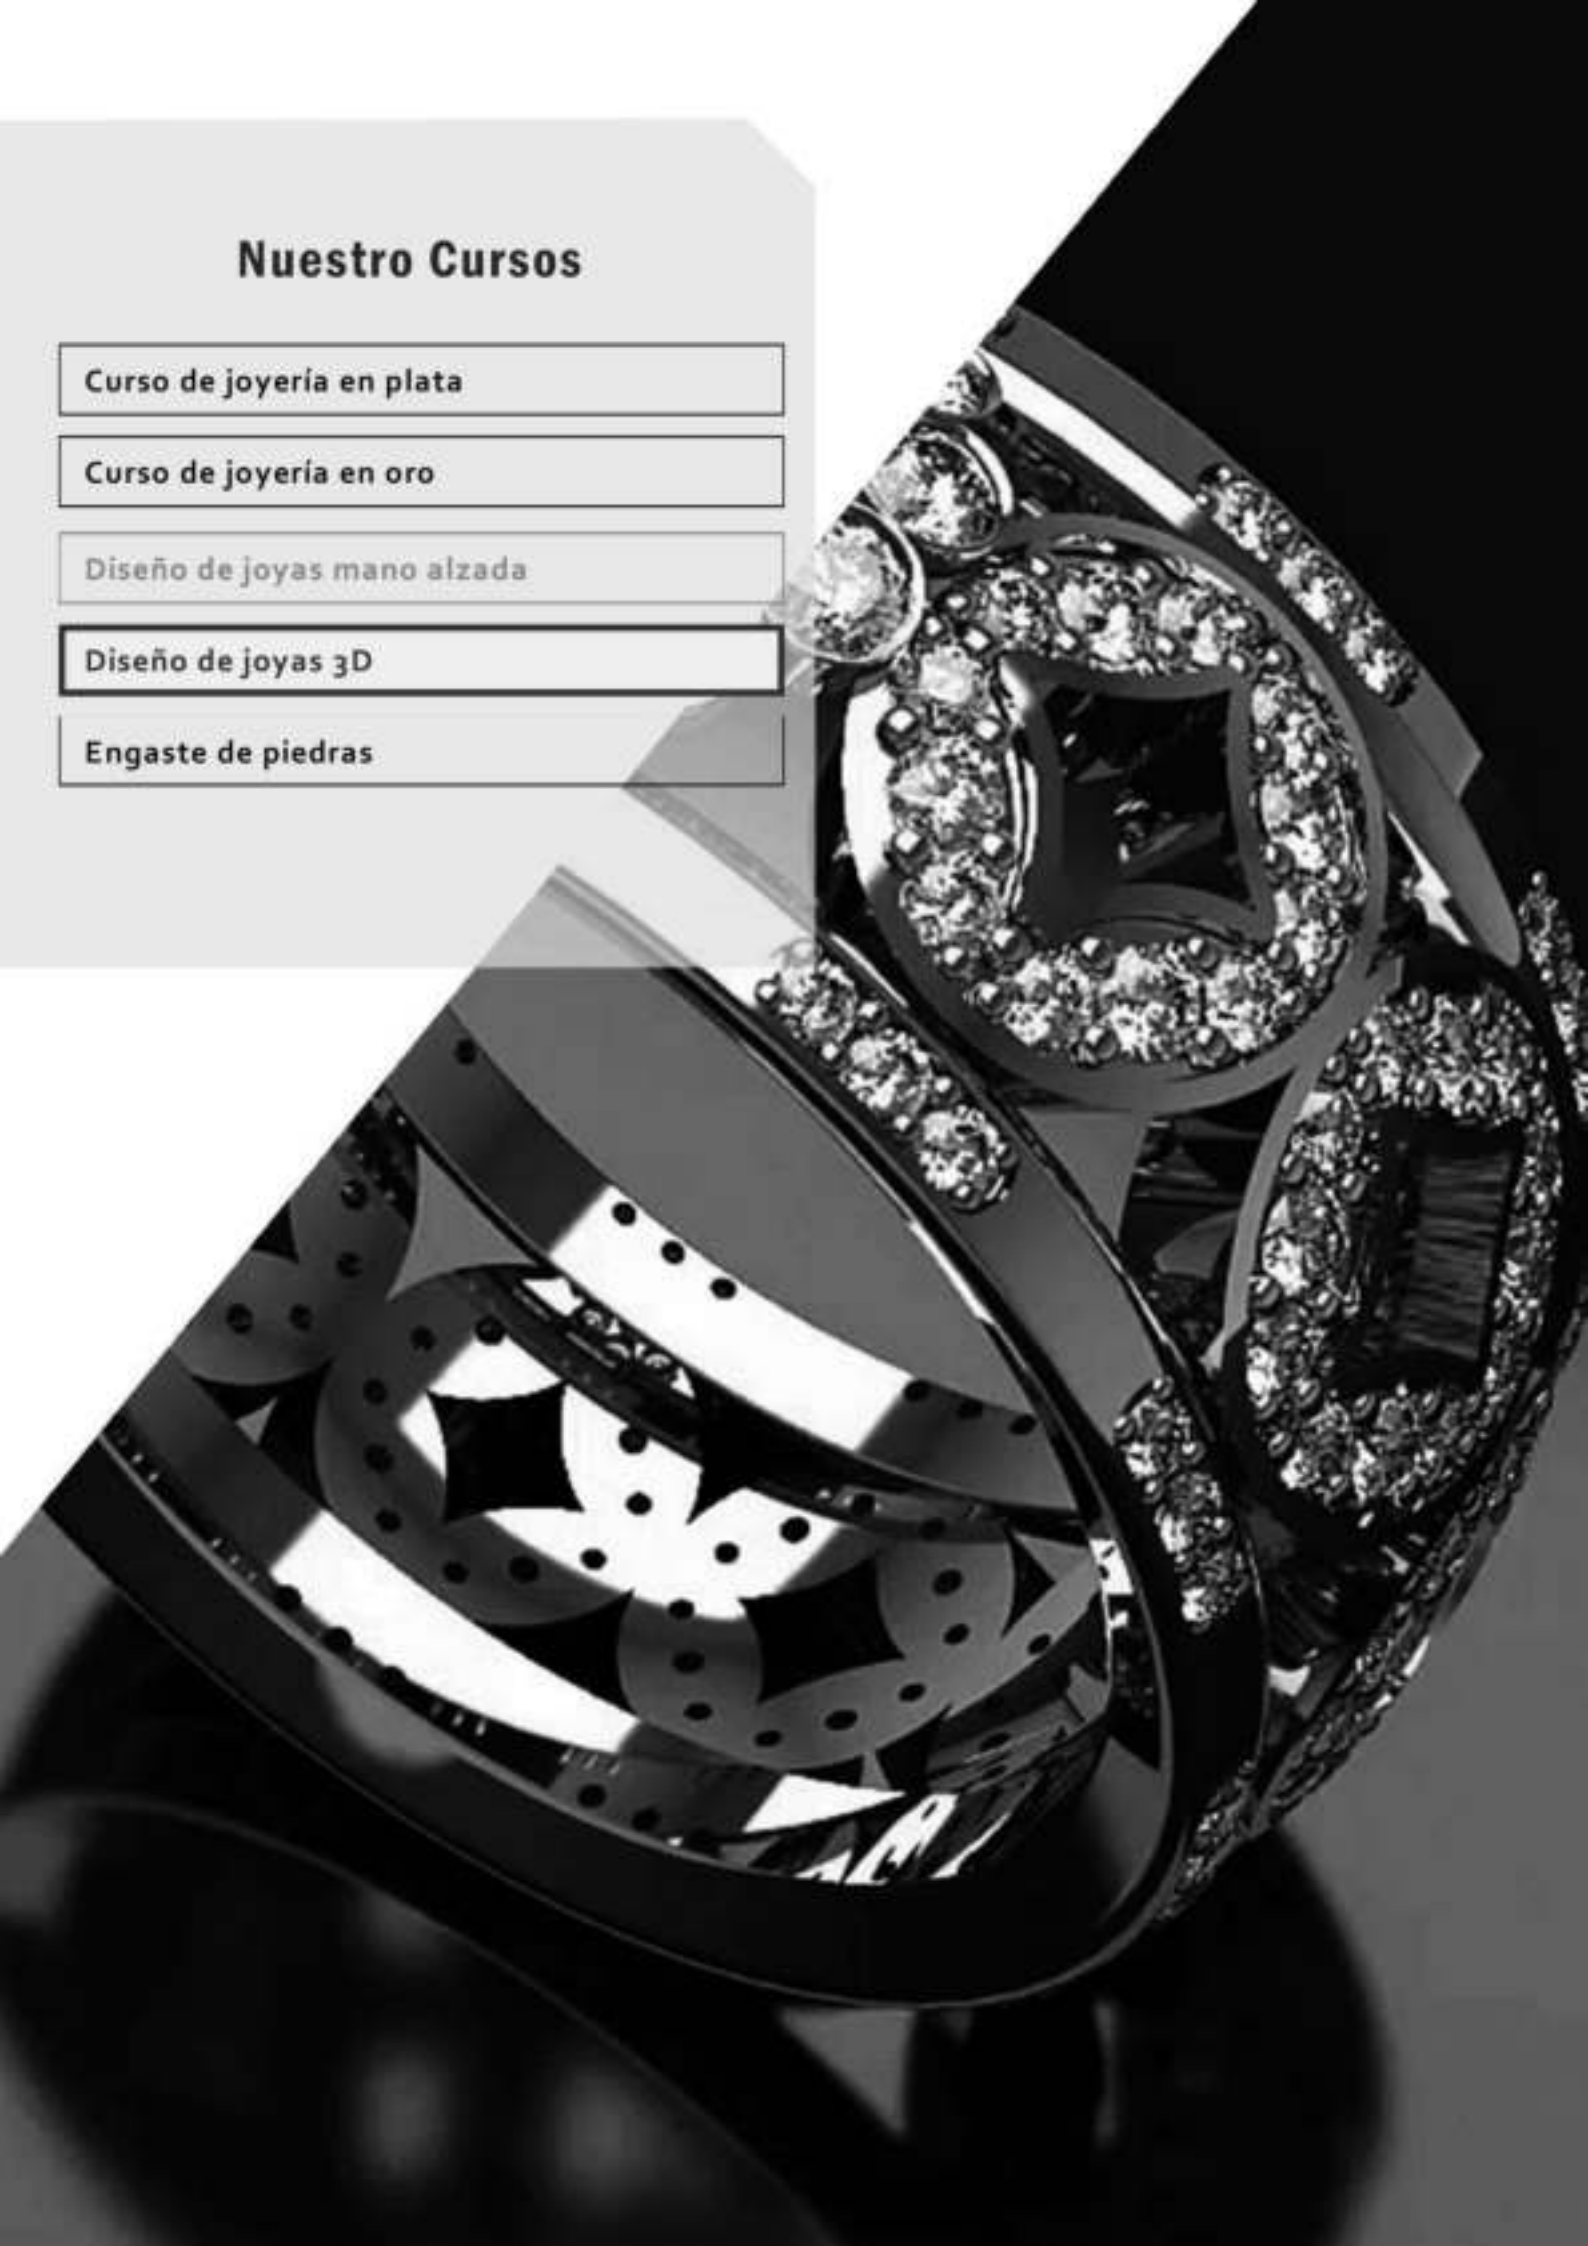 Nuestro Cursos
Curso de joyería en plata
Curso de joyería en oro
Diseño de joyas mano alzada
Diseño de joyas 3D
Engaste de piedras